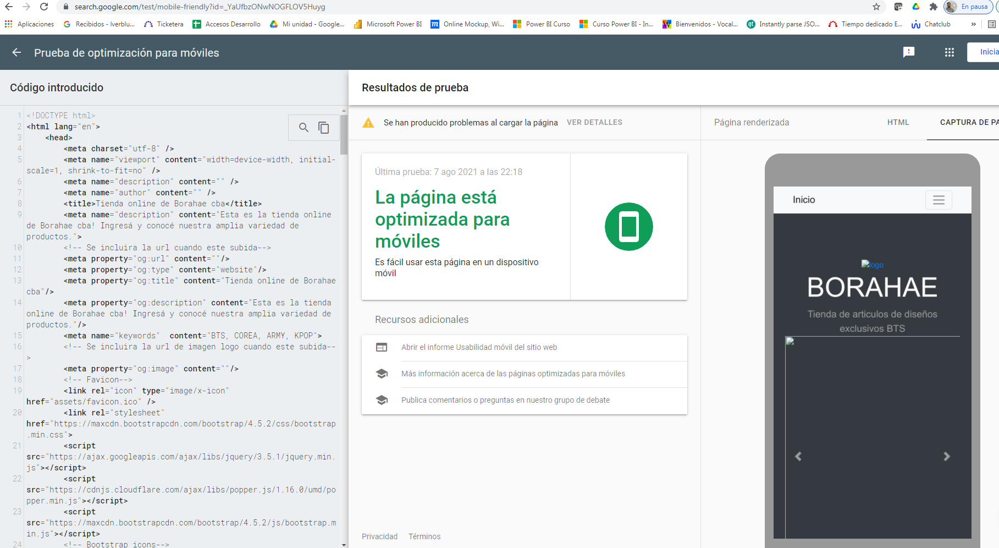 search.google.com/test/mobile-friendly?id=_YaUfbzONwNOGFLOV5Huyg
En pausa
Aplicaciones
Recibidos - Iverblu...
Ticketera
Accesos Desarrollo
Mi unidad - Google...
Microsoft Power BI
Online Mockup, Wi...
Power BI Curso
Curso Power BI - In...
Bienvenidos - Vocal...
Instantly parse JSO...
Tiempo dedicado E...
Chatclub
»
Prueba de optimización para móviles
Inicia
Código introducido
1 <!DOCTYPE html>
2 <html lang="en">
3 <head>
4 <meta charset="utf-8" />
5 <meta name="viewport" content="width=device-width, initial-
scale=1, shrink-to-fit=no" />
6 <meta name="description" content="" />
7 <meta name="author" content="" />
8 <title>Tienda online de Borahae cba</title>
9 <meta name="description" content="Esta es la tienda online
de Borahae cba! Ingresá y conocé nuestra amplia variedad de
productos.">
10 <!-- Se incluira la url cuando este subida-->
11 <meta property="og:url" content=""/>
12 <meta property="og:type" content="website"/>
13 <meta property="og:title" content="Tienda online de Borahae
cba"/>
14 <meta property="og:description" content="Esta es la tienda
online de Borahae cba! Ingresá y conocé nuestra amplia variedad de
productos."/>
15 <meta name="keywords"  content="BTS, COREA, ARMY, KPOP">
16 <!-- Se incluira la url de imagen logo cuando este subida--
>
17 <meta property="og:image" content=""/>
18 <!-- Favicon-->
19 <link rel="icon" type="image/x-icon"
href="assets/favicon.ico" />
20 <link rel="stylesheet"
href="https://maxcdn.bootstrapcdn.com/bootstrap/4.5.2/css/bootstrap
.min.css">
21 <script
src="https://ajax.googleapis.com/ajax/libs/jquery/3.5.1/jquery.min.
js"></script>
22 <script
src="https://cdnjs.cloudflare.com/ajax/libs/popper.js/1.16.0/umd/po
pper.min.js"></script>
23 <script
src="https://maxcdn.bootstrapcdn.com/bootstrap/4.5.2/js/bootstrap.m
in.js"></script>
24 <!-- Bootstrap icons-->
Resultados de prueba
Se han producido problemas al cargar la página
VER DETALLES
Última prueba: 7 ago 2021 a las 22:18
La página está
optimizada para
móviles
Es fácil usar esta página en un dispositivo
móvil
Recursos adicionales
Abrir el informe Usabilidad móvil del sitio web
Más información acerca de las páginas optimizadas para móviles
Publica comentarios o preguntas en nuestro grupo de debate
Privacidad
Términos
Página renderizada
HTML
CAPTURA DE PA
Inicio
logo
BORAHAE
Tienda de articulos de diseños
exclusivos BTS